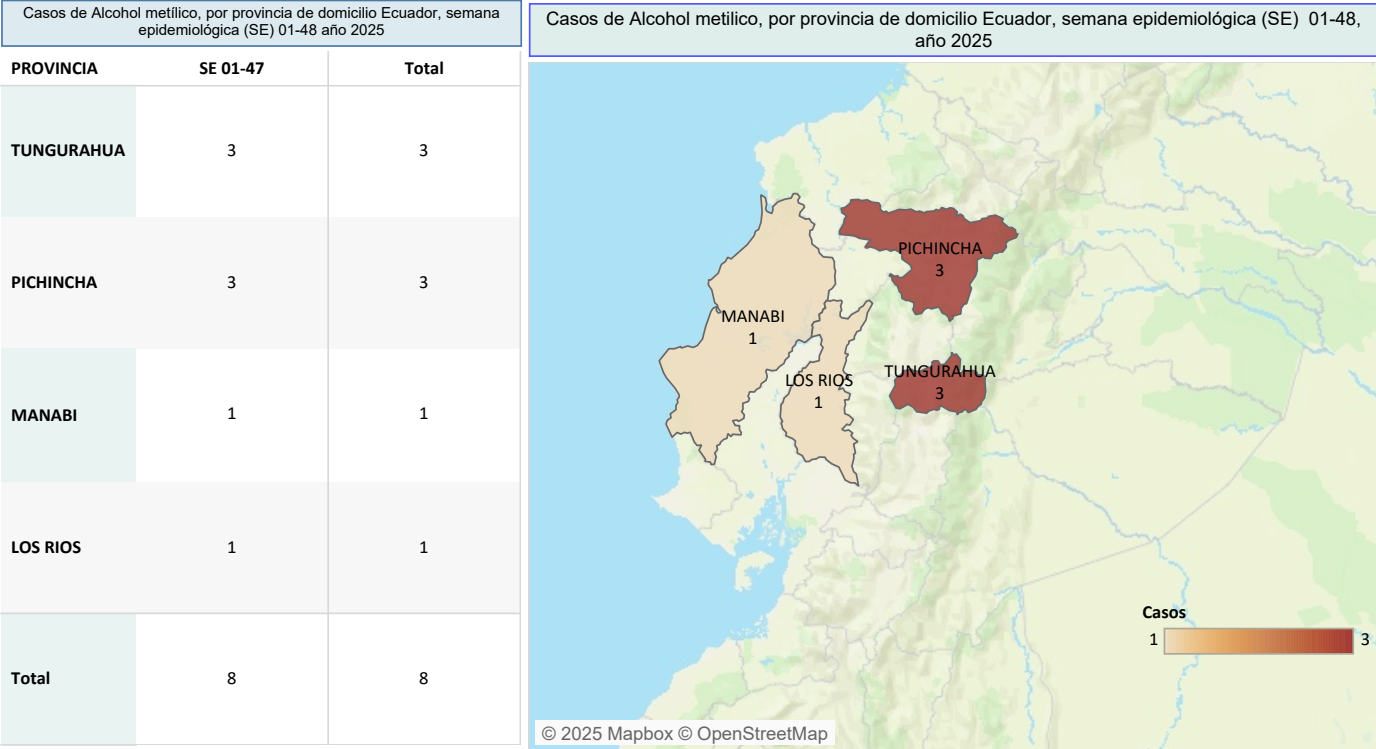 Casos de Alcohol metílico, por provincia de domicilio Ecuador, semana
epidemiológica (SE) 01-48 año 2025
PROVINCIA SE 01-47 Total
TUNGURAHUA 3 3
PICHINCHA 3 3
MANABI 1 1
LOS RIOS 1 1
Total 8 8
Casos de Alcohol metilico, por provincia de domicilio Ecuador, semana epidemiológica (SE) 01-48,
año 2025
PICHINCHA
3
MANABI
1
TUNGURAHUA
3
LOS RIOS
1
Casos
1 3
© 2025 Mapbox © OpenStreetMap